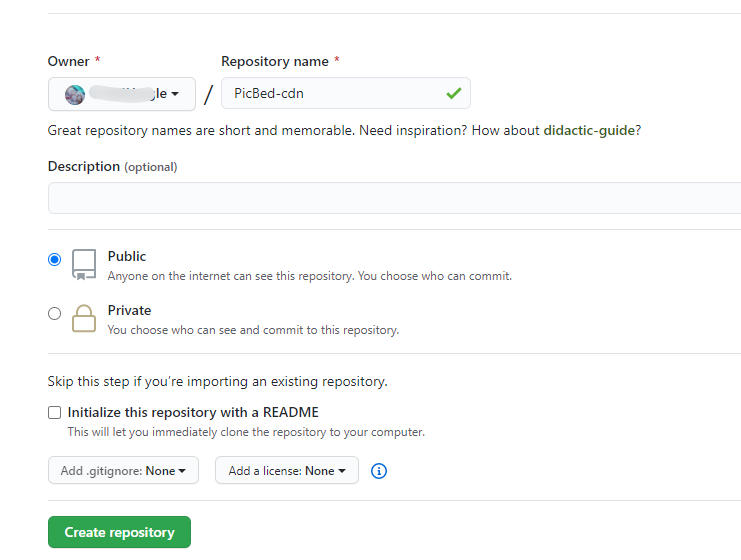 Owner * Repository name *
le / PicBed-cdn
Great repository names are short and memorable. Need inspiration? How about didactic-guide?
Description (optional)
Public
Anyone on the internet can see this repository. You choose who can commit.
Private
You choose who can see and commit to this repository.
Skip this step if you're importing an existing repository.
Initialize this repository with a README
This will let you immediately clone the repository to your computer.
Add .gitignore: None Add a license: None
Create repository